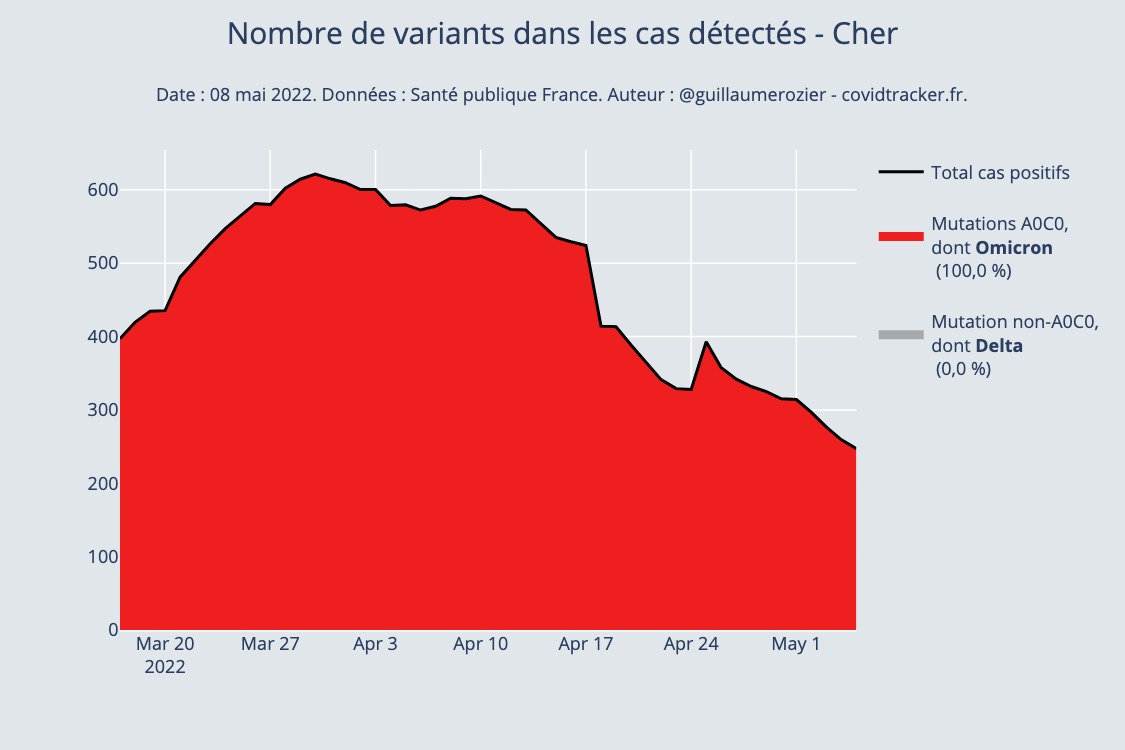 Nombre de variants dans les cas détectés - Cher
Date : 08 mai 2022. Données : Santé publique France. Auteur : @guillaumerozier - covidtracker.fr.
Total cas positifs
Mutations A0C0,
dont Omicron
(100,0 %)
Mutation non-A0C0,
dont Delta
(0,0 %)
600
500
400
300
200
100
0
Mar 20 Mar 27 Apr 3 Apr 10 Apr 17 Apr 24 May 1
2022